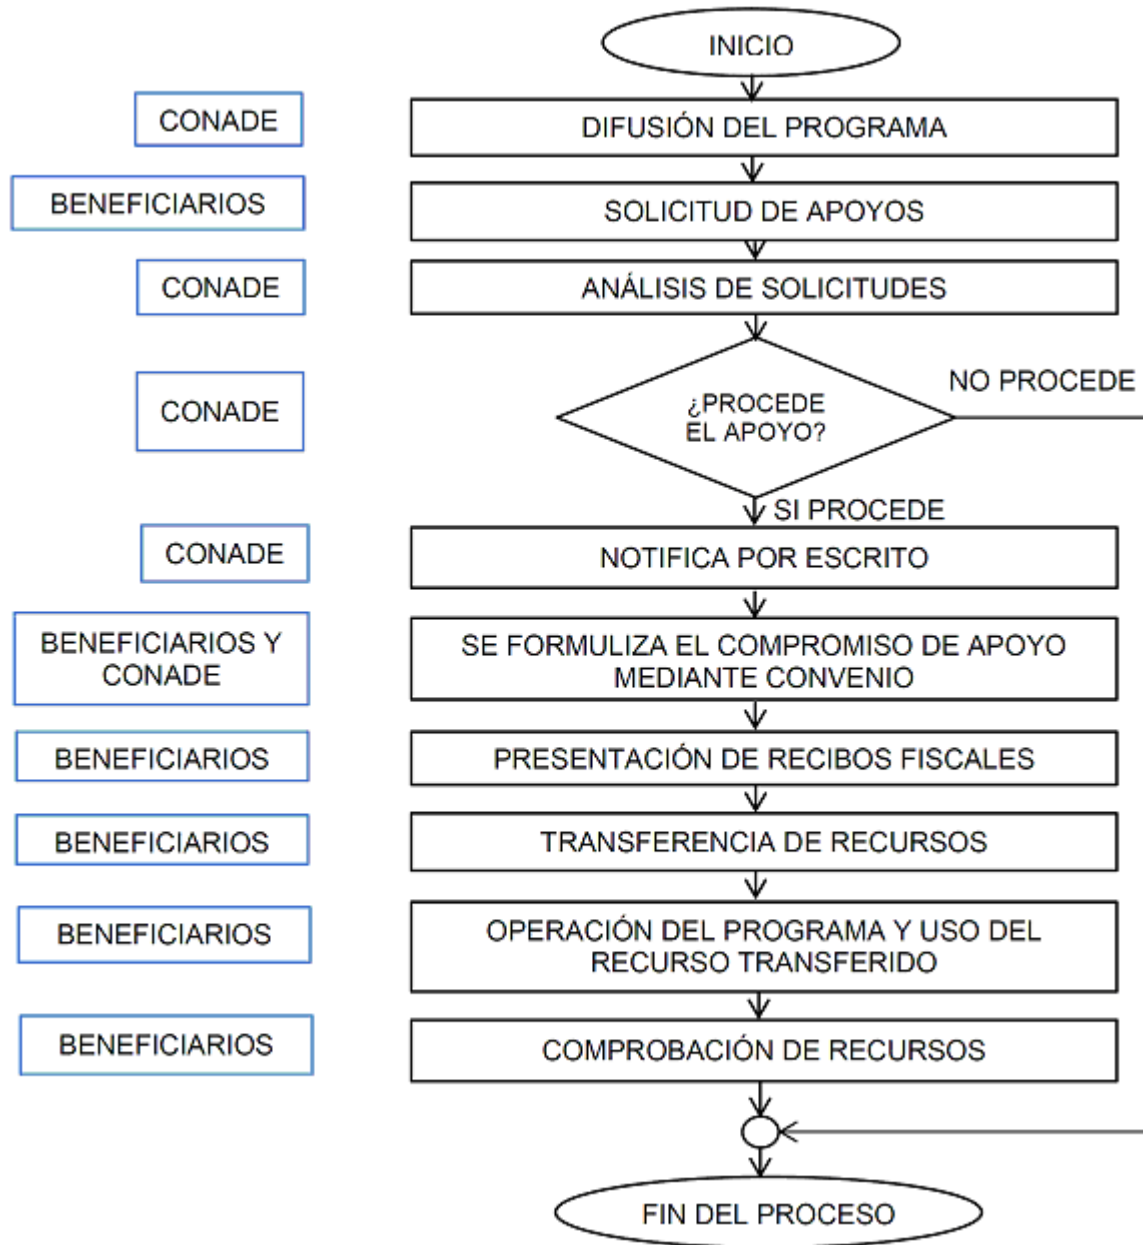 INICIO
CONADE
DIFUSIÓN DEL PROGRAMA
BENEFICIARIOS
SOLICITUD DE APOYOS
CONADE
ANÁLISIS DE SOLICITUDES
CONADE
¿PROCEDE
EL APOYO?
NO PROCEDE
SI PROCEDE
CONADE
NOTIFICA POR ESCRITO
BENEFICIARIOS Y
CONADE
SE FORMULIZA EL COMPROMISO DE APOYO
MEDIANTE CONVENIO
BENEFICIARIOS
PRESENTACIÓN DE RECIBOS FISCALES
BENEFICIARIOS
TRANSFERENCIA DE RECURSOS
BENEFICIARIOS
OPERACIÓN DEL PROGRAMA Y USO DEL
RECURSO TRANSFERIDO
BENEFICIARIOS
COMPROBACIÓN DE RECURSOS
FIN DEL PROCESO